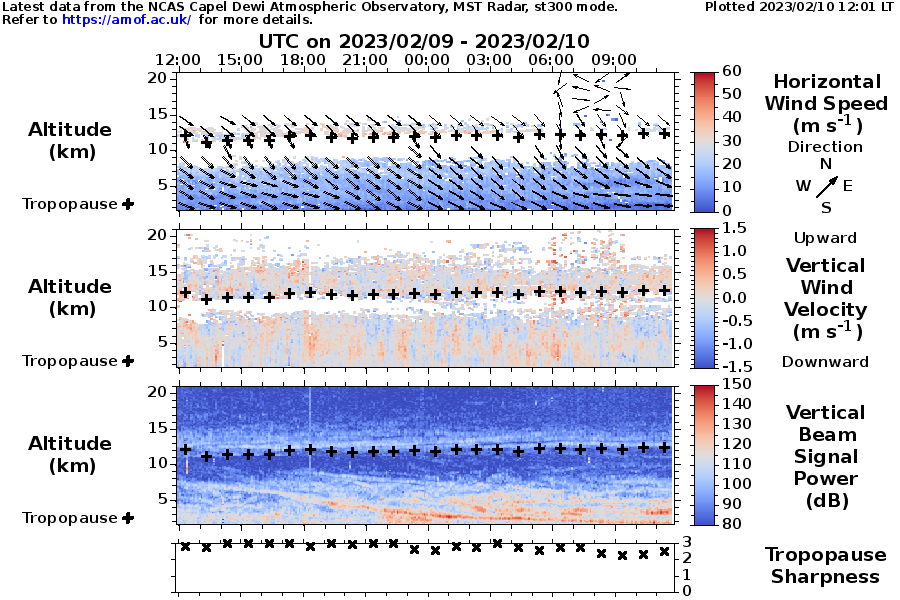 Latest data from the NCAS Capel Dewi Atmospheric Observatory, MST Radar, st300 mode. Plotted 2023/02/10 12:01 LT
Refer to https://amof.ac.uk/ for more details.
UTC on 2023/02/09 - 2023/02/10
12:00 15:00 18:00 21:00 00:00 03:00 06:00 09:00
Altitude
(km)
Tropopause
20
15
10
5
60
50
40
30
20
10
0
Horizontal
Wind Speed
(m s-1)
Direction
N
W E
S
Altitude
(km)
Tropopause
20
15
10
5
1.5
1.0
0.5
0.0
-0.5
-1.0
-1.5
Upward
Vertical
Wind
Velocity
(m s-1)
Downward
Altitude
(km)
Tropopause
20
15
10
5
150
140
130
120
110
100
90
80
Vertical
Beam
Signal
Power
(dB)
3
2
1
0
Tropopause
Sharpness